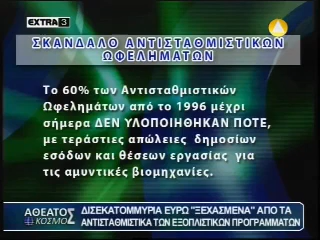 EXTRA 3
ΣΚΑΝΔΑΛΟ ΑΝΤΙΣΤΑΘΜΙΣΤΙΚΩΝ
ΩΦΕΛΗΜΑΤΩΝ
Το 60% των Αντισταθμιστικών
Ωφελημάτων από το 1996 μέχρι
σήμερα ΔΕΝ ΥΛΟΠΟΙΗΘΗΚΑΝ ΠΟΤΕ,
με τεράστιες απώλειες δημοσίων
εσόδων και θέσεων εργασίας για
τις αμυντικές βιομηχανίες.
ΑΘΕΑΤΟΣ
ΚΟΣΜΟΣ
ΔΙΣΕΚΑΤΟΜΜΥΡΙΑ ΕΥΡΩ "ΞΕΧΑΣΜΕΝΑ" ΑΠΟ ΤΑ
ΑΝΤΙΣΤΑΘΜΙΣΤΙΚΑ ΤΩΝ ΕΞΟΠΛΙΣΤΙΚΩΝ ΠΡΟΓΡΑΜΜΑΤΩΝ